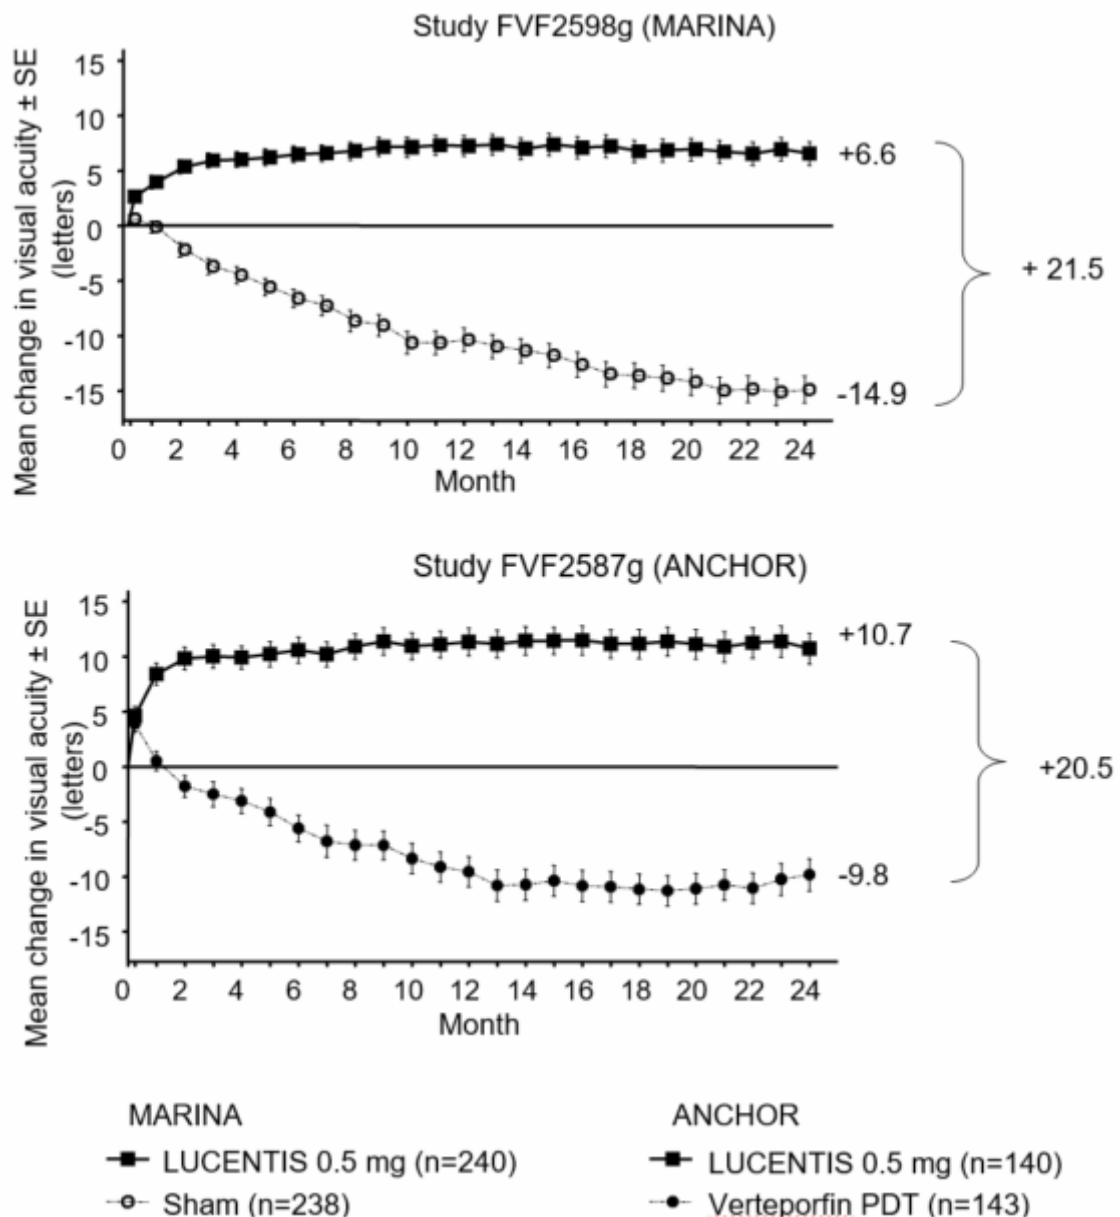 Study FVF2598g (MARINA)
Mean change in visual acuity ± SE
(letters)
15
10
5
0
-5
-10
-15
+6.6
+ 21.5
-14.9
0 2 4 6 8 10 12 14 16 18 20 22 24
Month
Study FVF2587g (ANCHOR)
Mean change in visual acuity ± SE
(letters)
15
10
5
0
-5
-10
-15
+10.7
+20.5
-9.8
0 2 4 6 8 10 12 14 16 18 20 22 24
Month
MARINA
LUCENTIS 0.5 mg (n=240)
Sham (n=238)
ANCHOR
LUCENTIS 0.5 mg (n=140)
Verteporfin PDT (n=143)